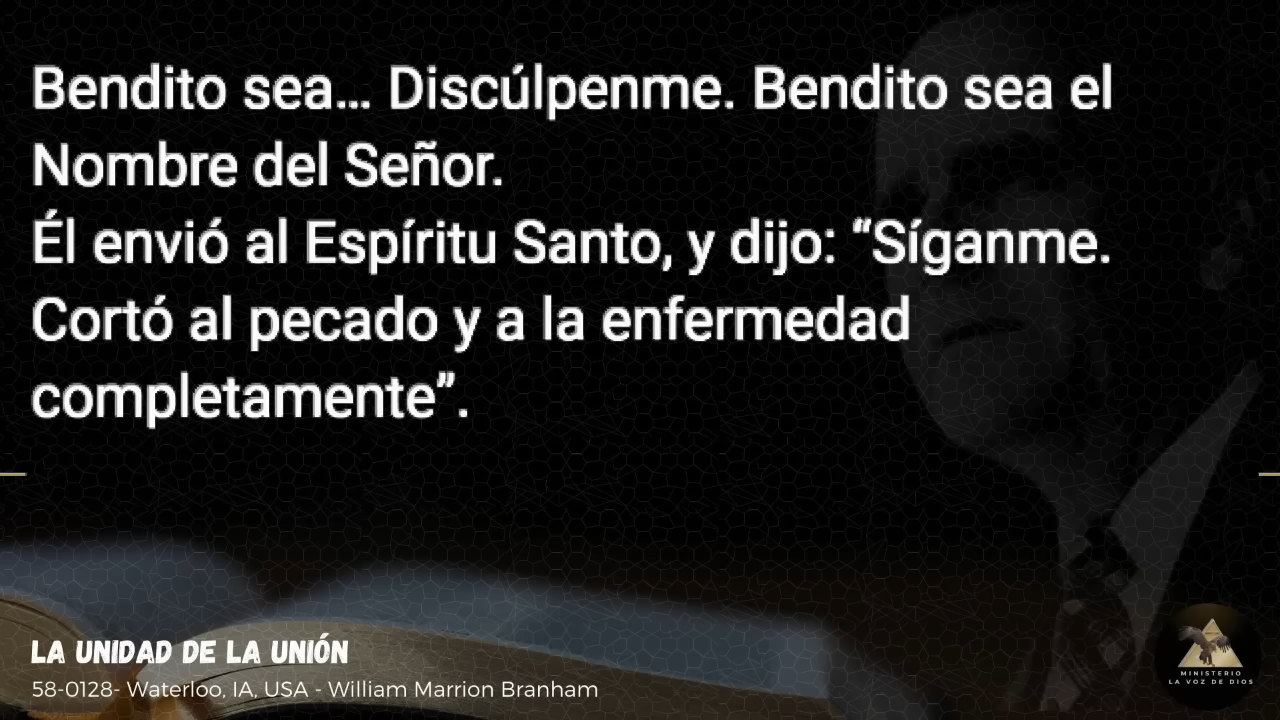 Bendito sea... Discúlpenme. Bendito sea el
Nombre del Señor.
Él envió al Espíritu Santo, y dijo: “Síganme.
Cortó al pecado y a la enfermedad
completamente”.
LA UNIDAD DE LA UNIÓN
58-0128- Waterloo, IA, USA - William Marrion Branham
MINISTERIO
LA VOZ DE DIOS